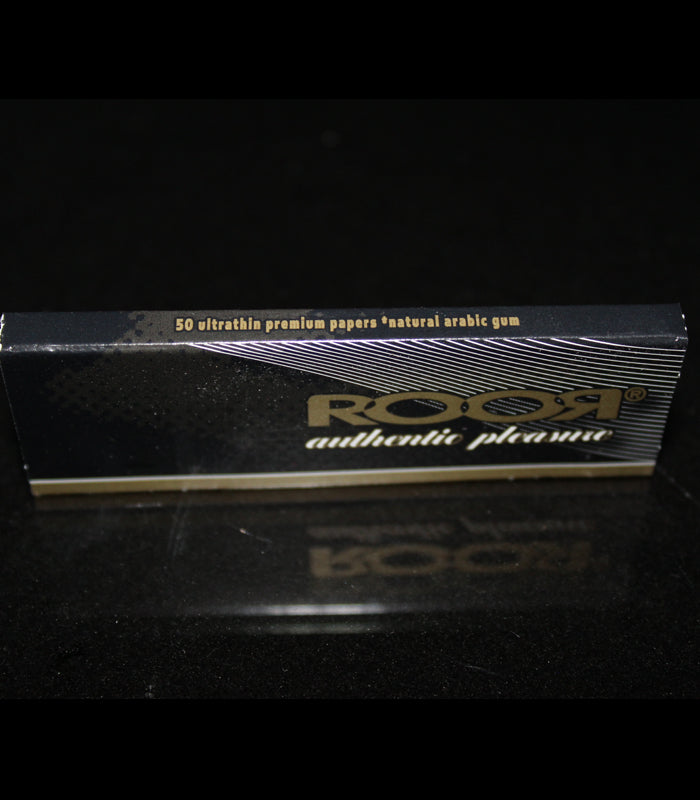 50 ultrathin premium papers *natural arabic gum
ROOR®
authentic pleasure